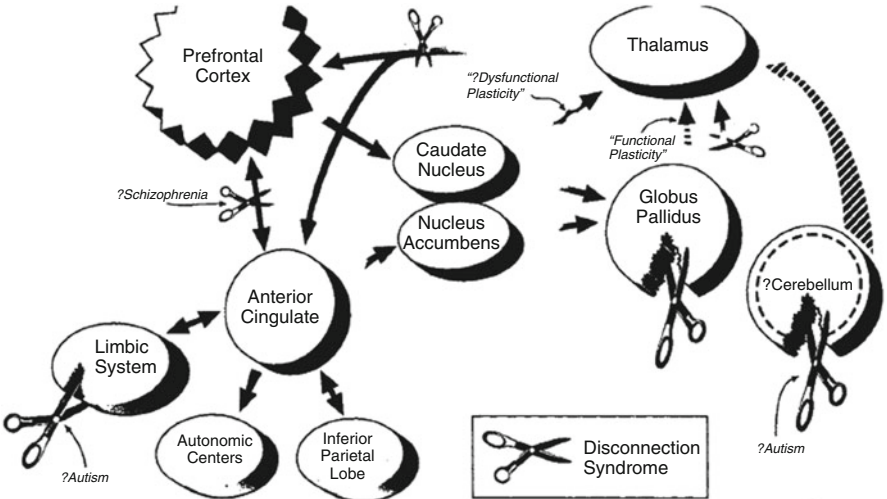 Prefrontal
Cortex
Thalamus
"?Dysfunctional
Plasticity"
"Functional
Plasticity"
Caudate
Nucleus
?Schizophrenia
Globus
Pallidus
Nucleus
Accumbens
?Cerebellum
Anterior
Cingulate
Limbic
System
Autonomic
Centers
Inferior
Parietal
Lobe
Disconnection
Syndrome
?Autism
?Autism